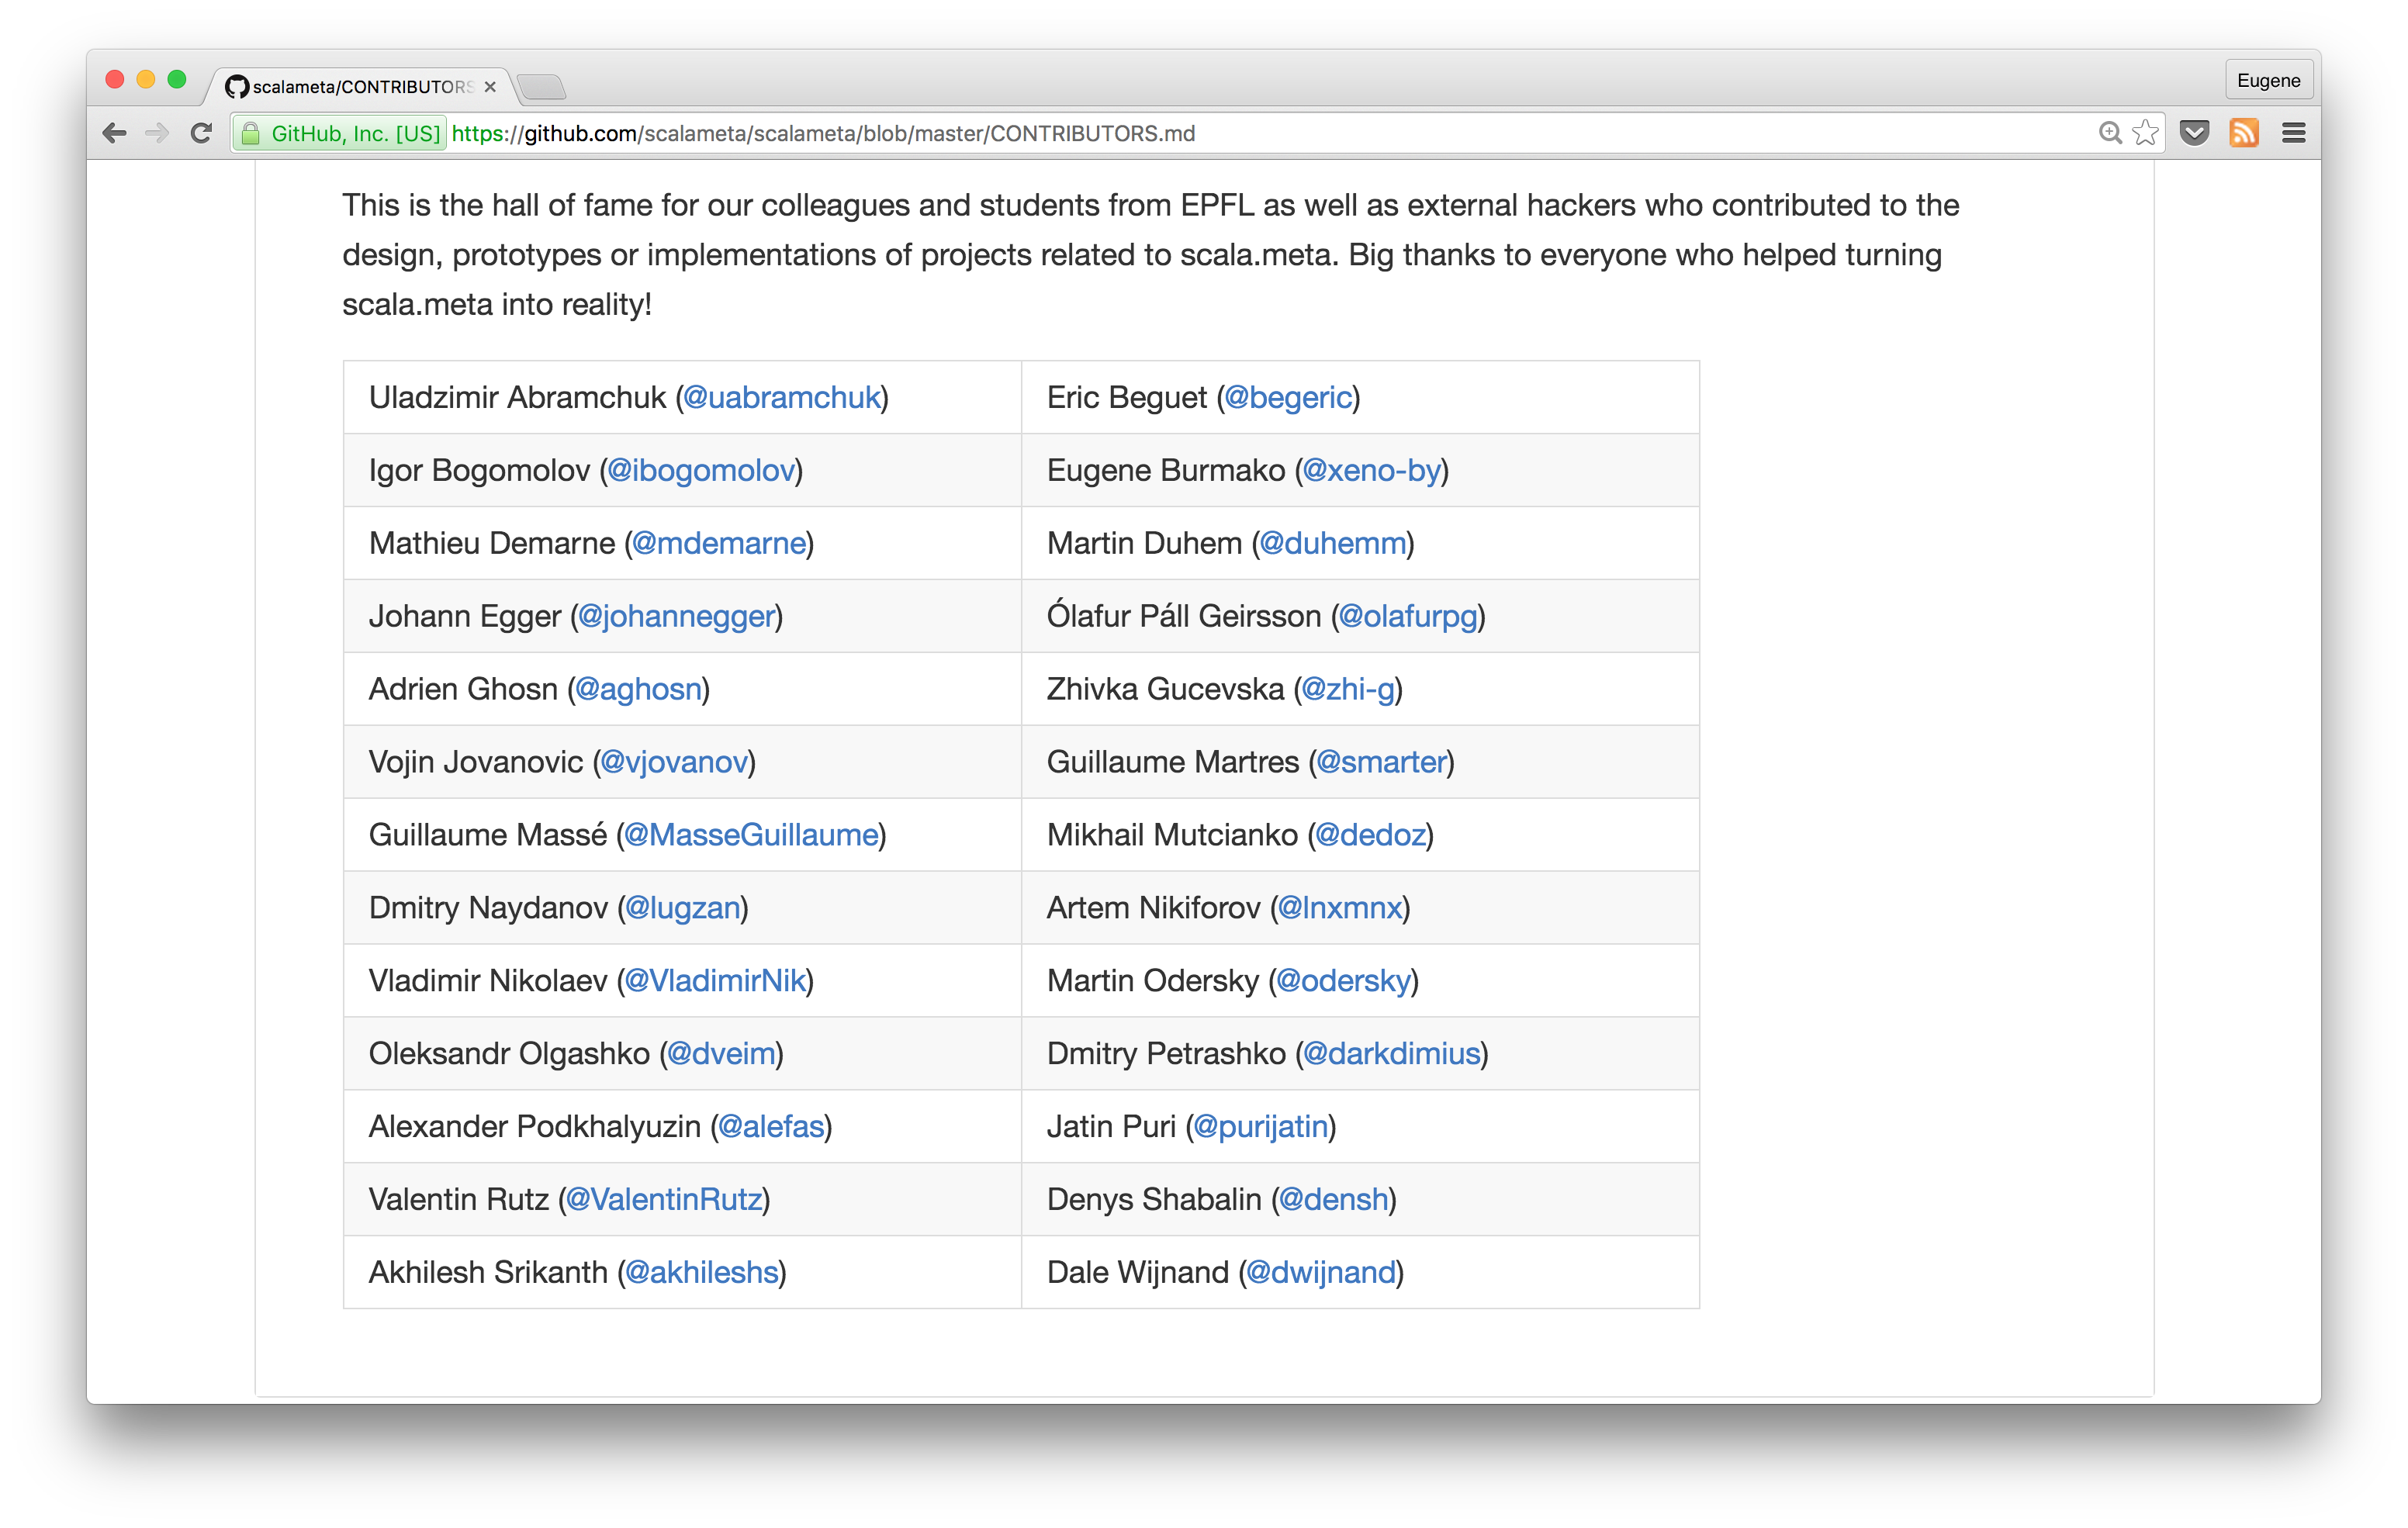 scalameta/CONTRIBUTORS
Eugene
GitHub, Inc. [US] https://github.com/scalameta/scalameta/blob/master/CONTRIBUTORS.md
This is the hall of fame for our colleagues and students from EPFL as well as external hackers who contributed to the
design, prototypes or implementations of projects related to scala.meta. Big thanks to everyone who helped turning
scala.meta into reality!
Uladzimir Abramchuk (@uabramchuk) Eric Beguet (@begeric)
Igor Bogomolov (@ibogomolov) Eugene Burmako (@xeno-by)
Mathieu Demarne (@mdemarne) Martin Duhem (@duhemm)
Johann Egger (@johannegger) Ólafur Páll Geirsson (@olafurpg)
Adrien Ghosn (@aghosn) Zhivka Gucevska (@zhi-g)
Vojin Jovanovic (@vjovanov) Guillaume Martres (@smarter)
Guillaume Massé (@MasseGuillaume) Mikhail Mutcianko (@dedoz)
Dmitry Naydanov (@lugzan) Artem Nikiforov (@lnxmnx)
Vladimir Nikolaev (@VladimirNik) Martin Odersky (@odersky)
Oleksandr Olgashko (@dveim) Dmitry Petrashko (@darkdimius)
Alexander Podkhalyuzin (@alefas) Jatin Puri (@purijatin)
Valentin Rutz (@ValentinRutz) Denys Shabalin (@densh)
Akhilesh Srikanth (@akhileshs) Dale Wijnand (@dwijnand)